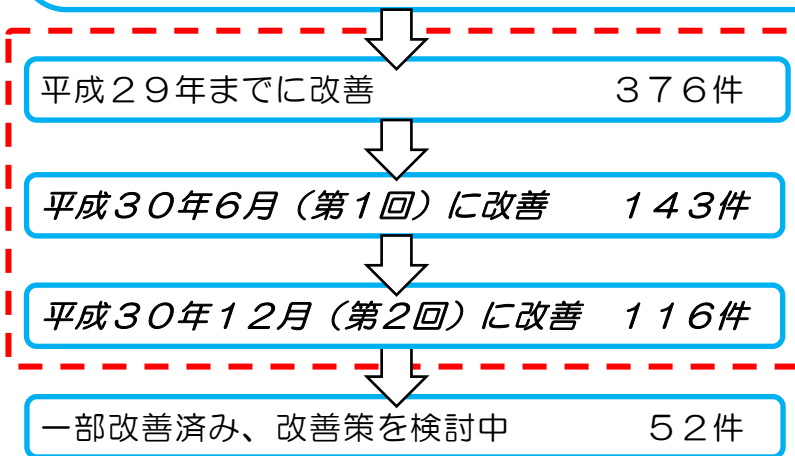 平成２９年までに改善　　　　　　　３７６件
平成３０年６月（第１回）に改善　　１４３件
平成３０年１２月（第２回）に改善　１１６件
一部改善済み、改善策を検討中　　　　５２件